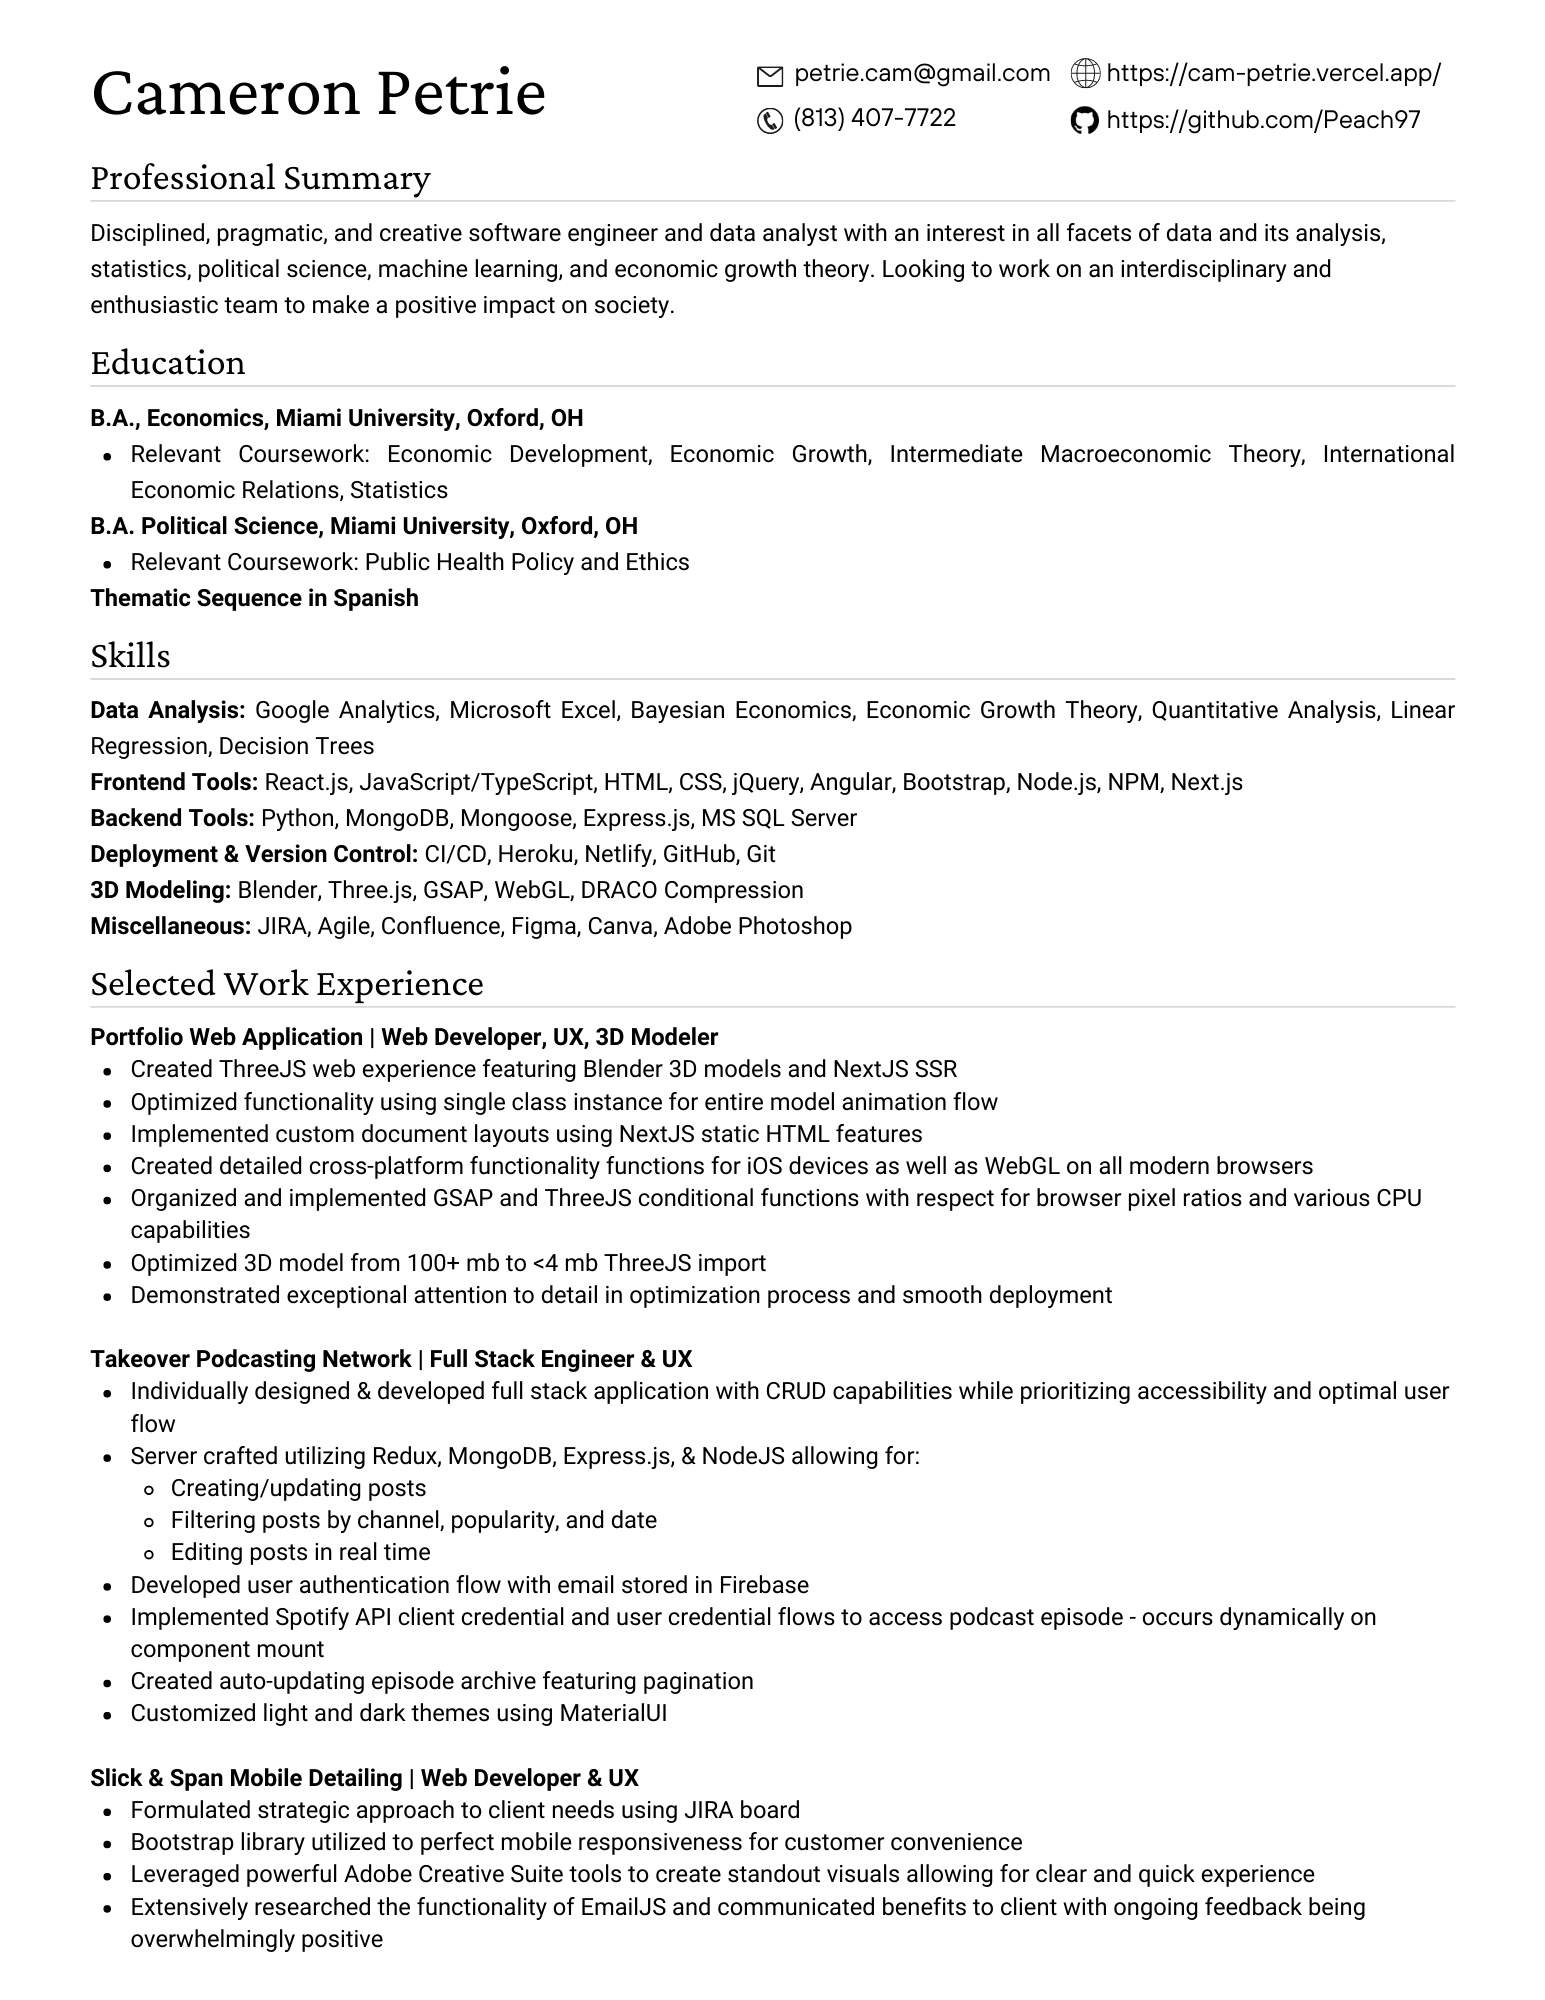 Cameron Petrie
petrie.cam@gmail.com
https://cam-petrie.vercel.app/
(813) 407-7722
https://github.com/Peach97
Professional Summary
Disciplined, pragmatic, and creative software engineer and data analyst with an interest in all facets of data and its analysis,
statistics, political science, machine learning, and economic growth theory. Looking to work on an interdisciplinary and
enthusiastic team to make a positive impact on society.
Education
B.A., Economics, Miami University, Oxford, OH
• Relevant Coursework: Economic Development, Economic Growth, Intermediate Macroeconomic Theory, International
Economic Relations, Statistics
B.A. Political Science, Miami University, Oxford, OH
• Relevant Coursework: Public Health Policy and Ethics
Thematic Sequence in Spanish
Skills
Data Analysis: Google Analytics, Microsoft Excel, Bayesian Economics, Economic Growth Theory, Quantitative Analysis, Linear
Regression, Decision Trees
Frontend Tools: React.js, JavaScript/TypeScript, HTML, CSS, jQuery, Angular, Bootstrap, Node.js, NPM, Next.js
Backend Tools: Python, MongoDB, Mongoose, Express.js, MS SQL Server
Deployment & Version Control: CI/CD, Heroku, Netlify, GitHub, Git
3D Modeling: Blender, Three.js, GSAP, WebGL, DRACO Compression
Miscellaneous: JIRA, Agile, Confluence, Figma, Canva, Adobe Photoshop
Selected Work Experience
Portfolio Web Application | Web Developer, UX, 3D Modeler
• Created ThreeJS web experience featuring Blender 3D models and NextJS SSR
• Optimized functionality using single class instance for entire model animation flow
• Implemented custom document layouts using NextJS static HTML features
• Created detailed cross-platform functionality functions for iOS devices as well as WebGL on all modern browsers
• Organized and implemented GSAP and ThreeJS conditional functions with respect for browser pixel ratios and various CPU
capabilities
• Optimized 3D model from 100+ mb to <4 mb ThreeJS import
• Demonstrated exceptional attention to detail in optimization process and smooth deployment
Takeover Podcasting Network | Full Stack Engineer & UX
• Individually designed & developed full stack application with CRUD capabilities while prioritizing accessibility and optimal user
flow
• Server crafted utilizing Redux, MongoDB, Express.js, & NodeJS allowing for:
◦ Creating/updating posts
◦ Filtering posts by channel, popularity, and date
◦ Editing posts in real time
• Developed user authentication flow with email stored in Firebase
• Implemented Spotify API client credential and user credential flows to access podcast episode - occurs dynamically on
component mount
• Created auto-updating episode archive featuring pagination
• Customized light and dark themes using MaterialUI
Slick & Span Mobile Detailing | Web Developer & UX
• Formulated strategic approach to client needs using JIRA board
• Bootstrap library utilized to perfect mobile responsiveness for customer convenience
• Leveraged powerful Adobe Creative Suite tools to create standout visuals allowing for clear and quick experience
• Extensively researched the functionality of EmailJS and communicated benefits to client with ongoing feedback being
overwhelmingly positive